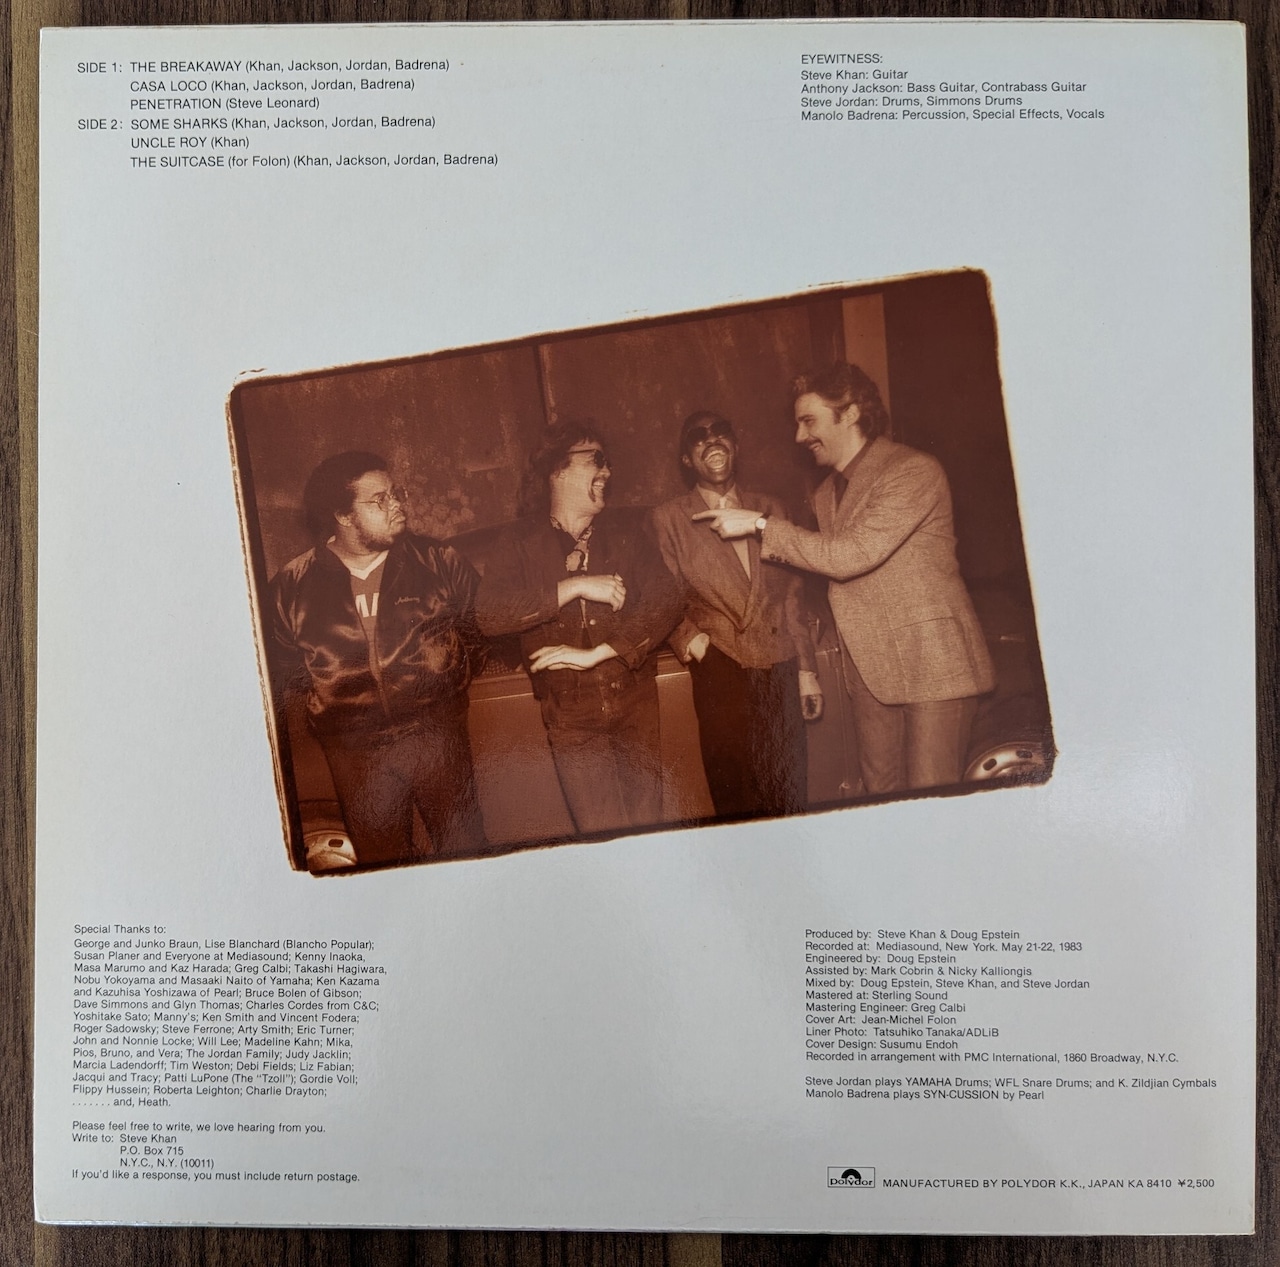 SIDE 1: THE BREAKAWAY (Khan, Jackson, Jordan, Badrena)
CASA LOCO (Khan, Jackson, Jordan, Badrena)
PENETRATION (Steve Leonard)
SIDE 2: SOME SHARKS (Khan, Jackson, Jordan, Badrena)
UNCLE ROY (Khan)
THE SUITCASE (for Folon) (Khan, Jackson, Jordan, Badrena)
EYEWITNESS:
Steve Khan: Guitar
Anthony Jackson: Bass Guitar, Contrabass Guitar
Steve Jordan: Drums, Simmons Drums
Manolo Badrena: Percussion, Special Effects, Vocals
Special Thanks to:
George and Junko Braun, Lise Blanchard (Blancho Popular);
Susan Planer and Everyone at Mediasound; Kenny Inaoka,
Masa Marumo and Kaz Harada; Greg Calbi; Takashi Hagiwara,
Nobu Yokoyama and Masaaki Naito of Yamaha; Ken Kazama
and Kazuhisa Yoshizawa of Pearl; Bruce Bolen of Gibson;
Dave Simmons and Glyn Thomas; Charles Cordes from C&C;
Yoshitake Sato; Manny's; Ken Smith and Vincent Fodera;
Roger Sadowsky; Steve Ferrone; Arty Smith; Eric Turner;
John and Nonnie Locke; Will Lee; Madeline Kahn; Mika,
Pios, Bruno, and Vera; The Jordan Family; Judy Jacklin;
Marcia Ladendorff; Tim Weston; Debi Fields; Liz Fabian;
Jacqui and Tracy; Patti LuPone (The "Tzoll"); Gordie Voll;
Flippy Hussein; Roberta Leighton; Charlie Drayton;
. . . . . . . and, Heath.
Please feel free to write, we love hearing from you.
Write to: Steve Khan
P.O. Box 715
N.Y.C., N.Y. (10011)
If you'd like a response, you must include return postage.
Produced by: Steve Khan & Doug Epstein
Recorded at: Mediasound, New York. May 21-22, 1983
Engineered by: Doug Epstein
Assisted by: Mark Cobrin & Nicky Kalliongis
Mixed by: Doug Epstein, Steve Khan, and Steve Jordan
Mastered at: Sterling Sound
Mastering Engineer: Greg Calbi
Cover Art: Jean-Michel Folon
Liner Photo: Tatsuhiko Tanaka/ADLiB
Cover Design: Susumu Endoh
Recorded in arrangement with PMC International, 1860 Broadway, N.Y.C.
Steve Jordan plays YAMAHA Drums; WFL Snare Drums; and K. Zildjian Cymbals
Manolo Badrena plays SYN-CUSSION by Pearl
polydor MANUFACTURED BY POLYDOR K.K., JAPAN KA 8410 ¥2,500